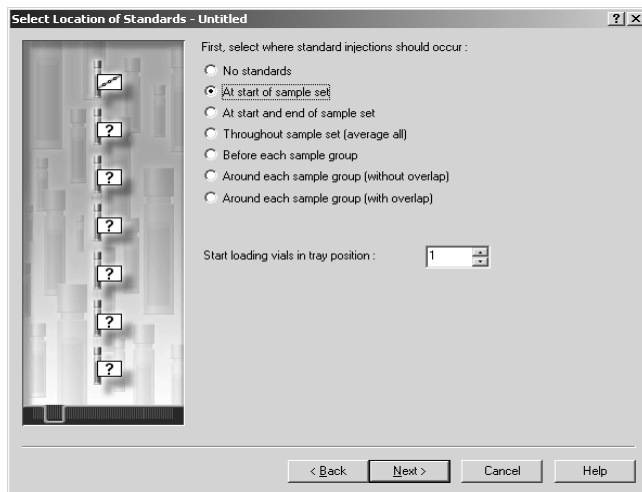 Select Location of Standards - Untitled
First, select where standard injections should occur :
No standards
At start of sample set
At start and end of sample set
Throughout sample set (average all)
Before each sample group
Around each sample group (without overlap)
Around each sample group (with overlap)
Start loading vials in tray position :
1
?
?
?
?
?
?
< Back
Next >
Cancel
Help